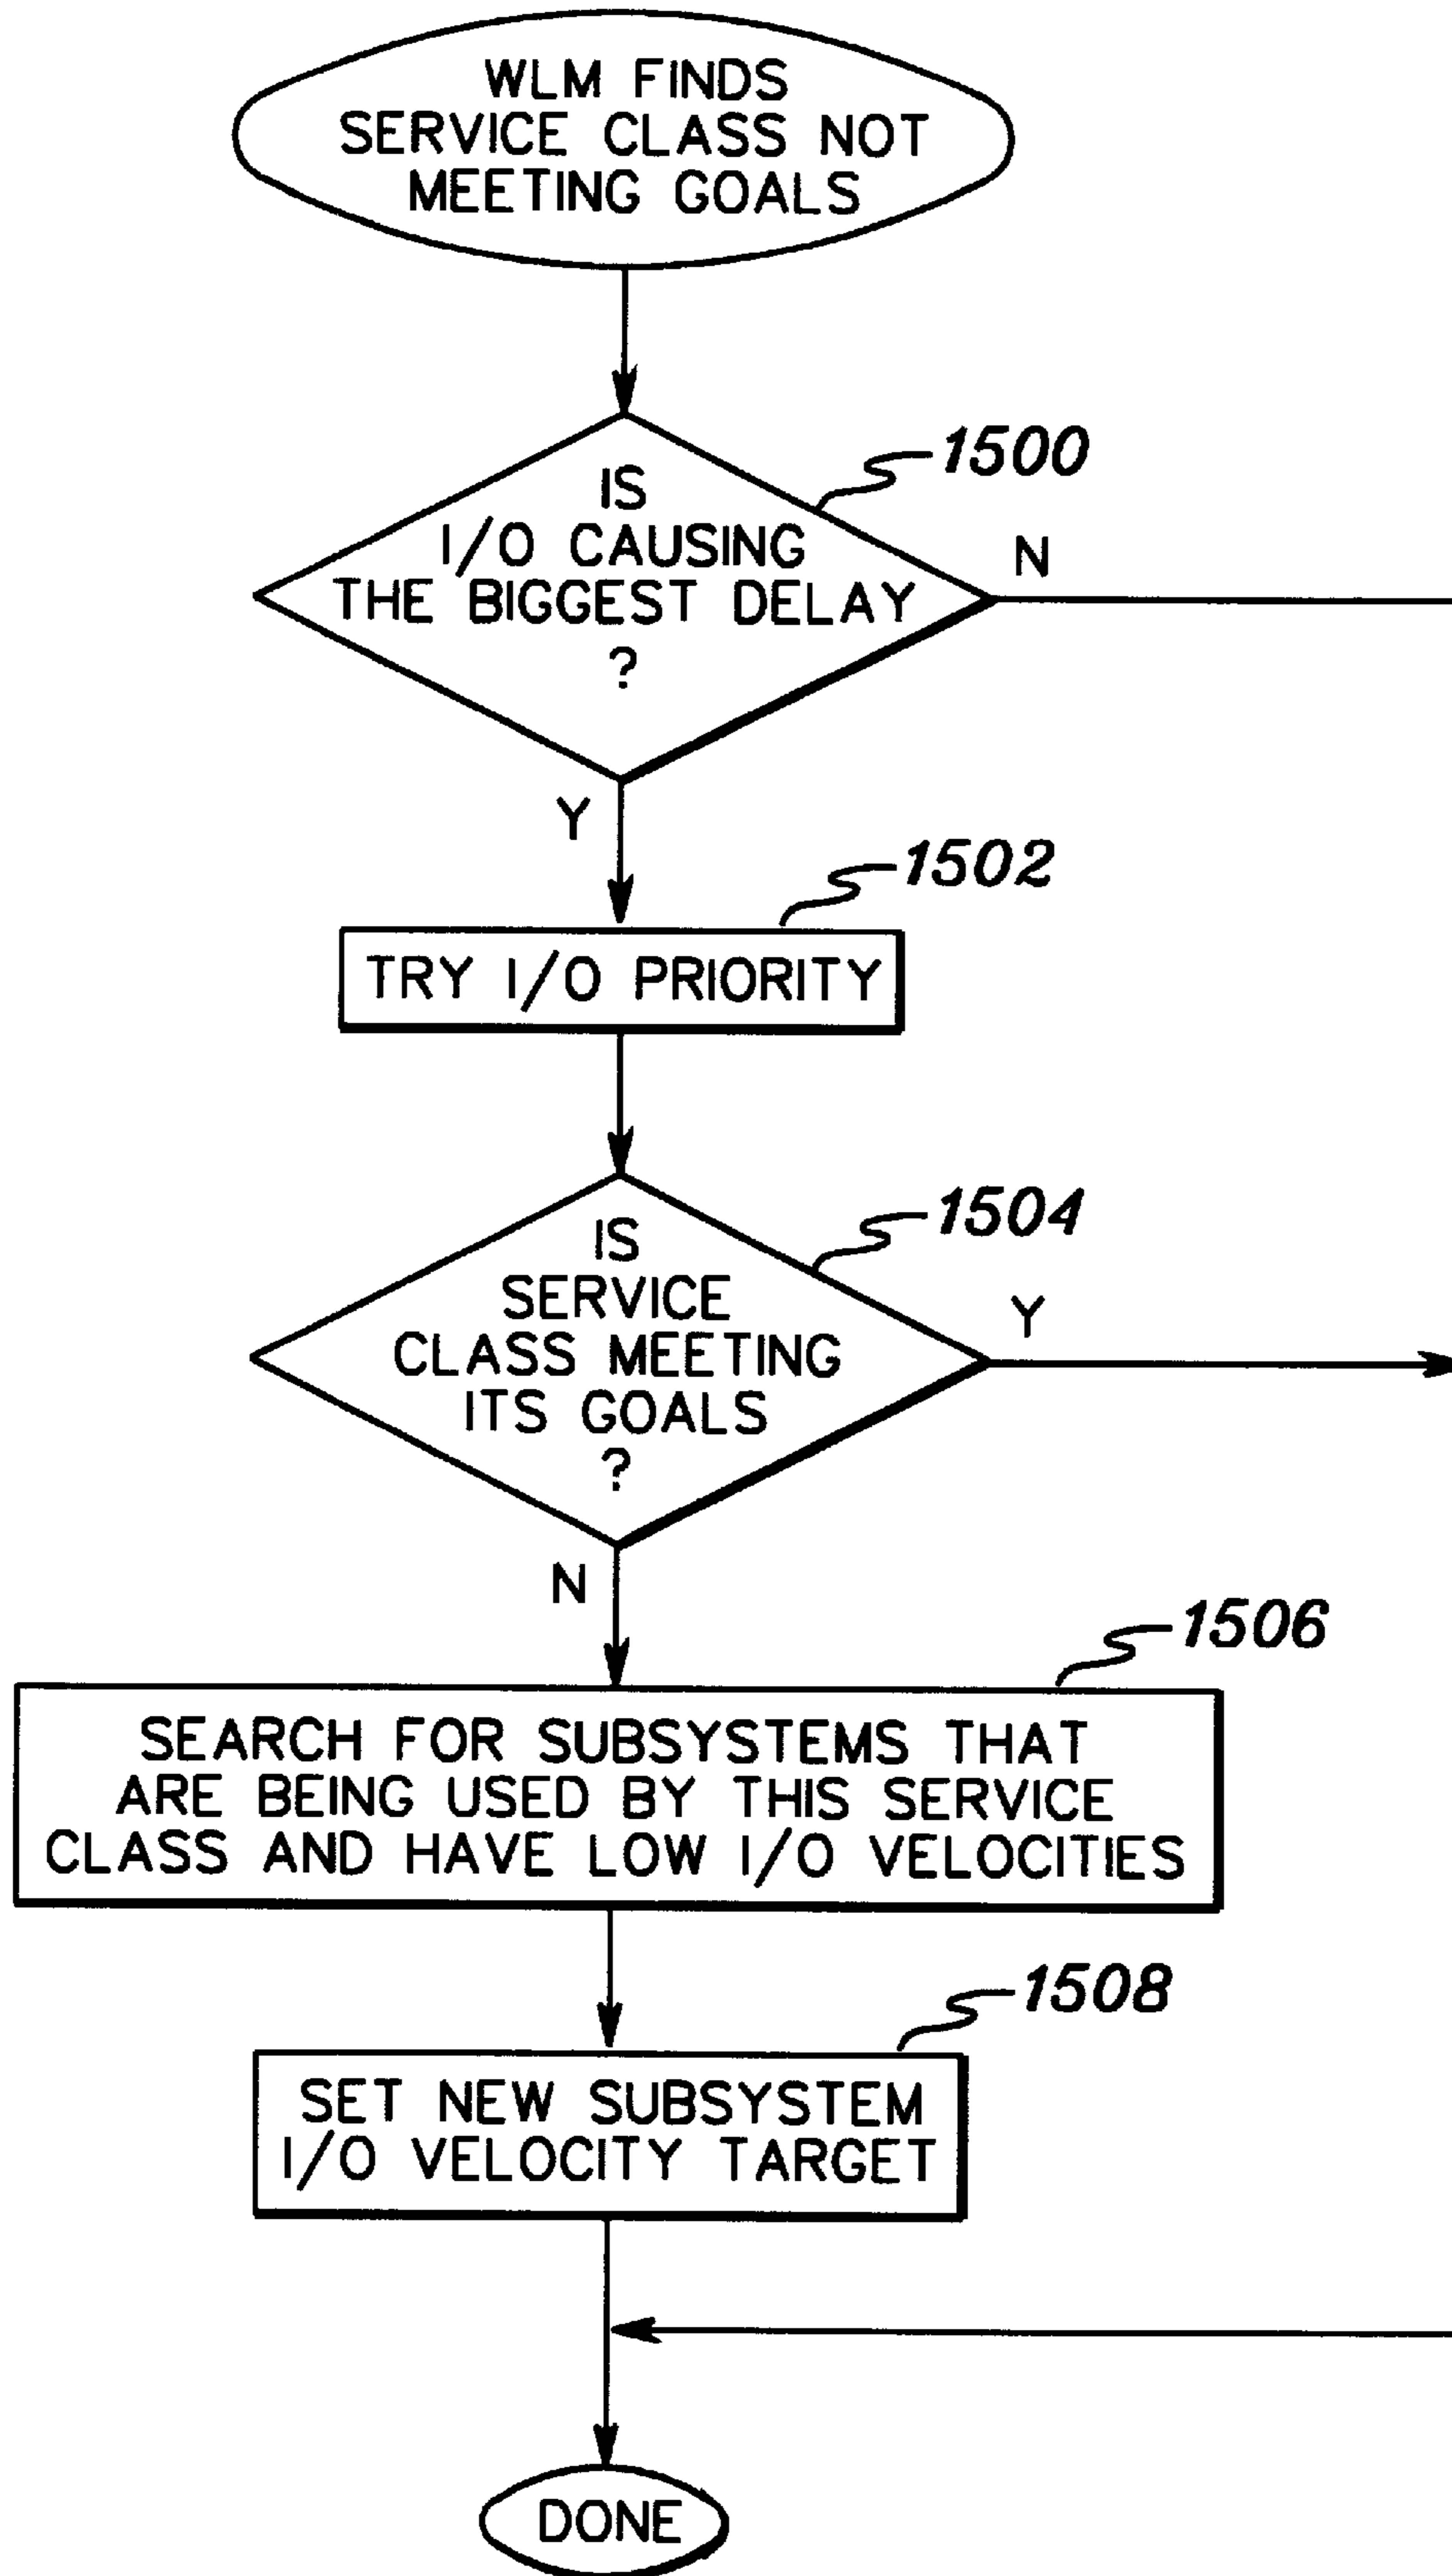 WLM FINDS
SERVICE CLASS NOT
MEETING GOALS
1500
IS
I/O CAUSING
THE BIGGEST DELAY
?
N
Y
1502
TRY I/O PRIORITY
1504
IS
SERVICE
CLASS MEETING
ITS GOALS
?
Y
N
1506
SEARCH FOR SUBSYSTEMS THAT
ARE BEING USED BY THIS SERVICE
CLASS AND HAVE LOW I/O VELOCITIES
1508
SET NEW SUBSYSTEM
I/O VELOCITY TARGET
DONE